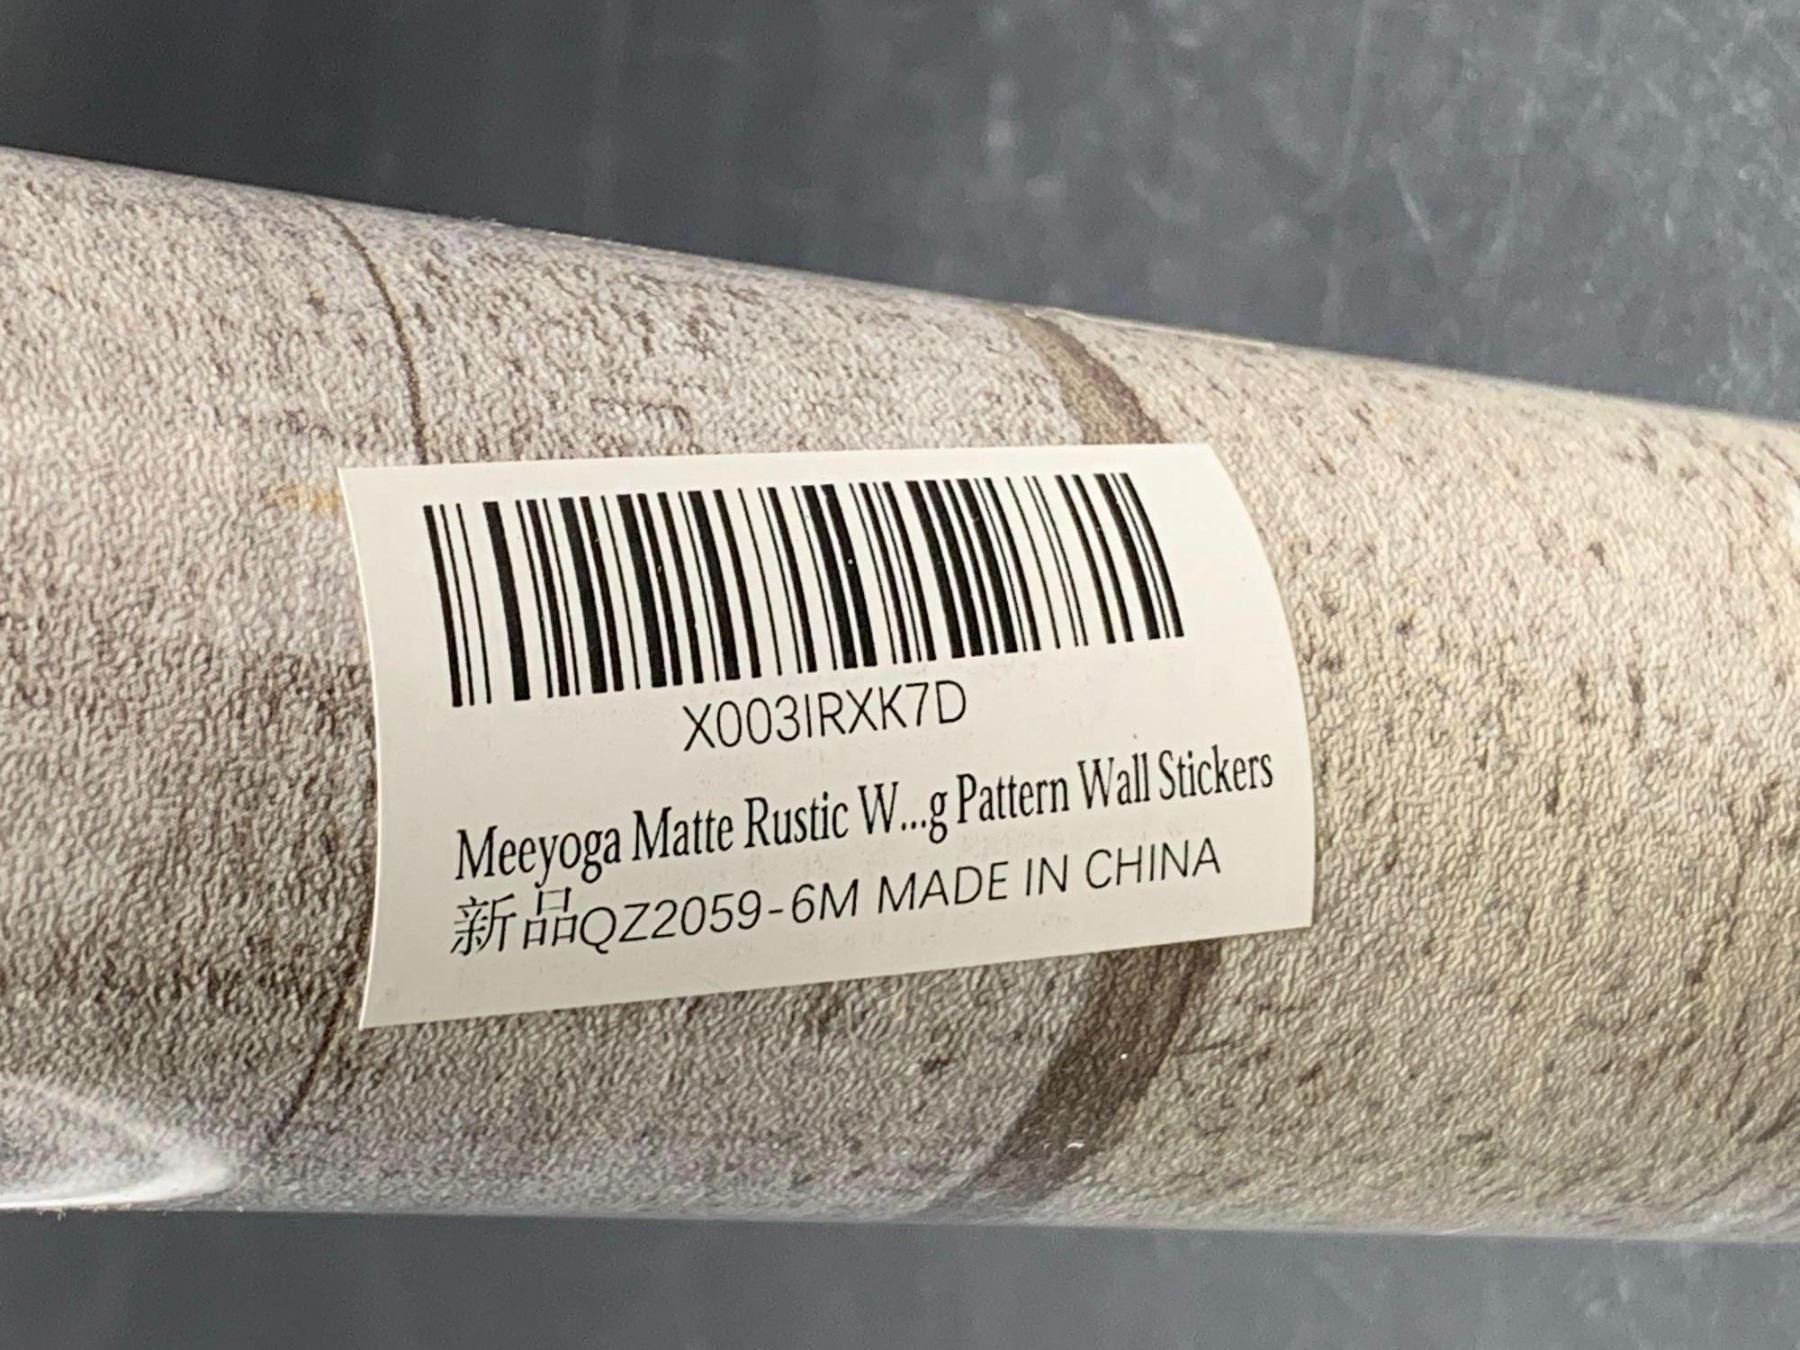 X003IRXK7D
Meeyoga Matte Rustic W...g Pattern Wall Stickers
新品QZ2059-6M MADE IN CHINA